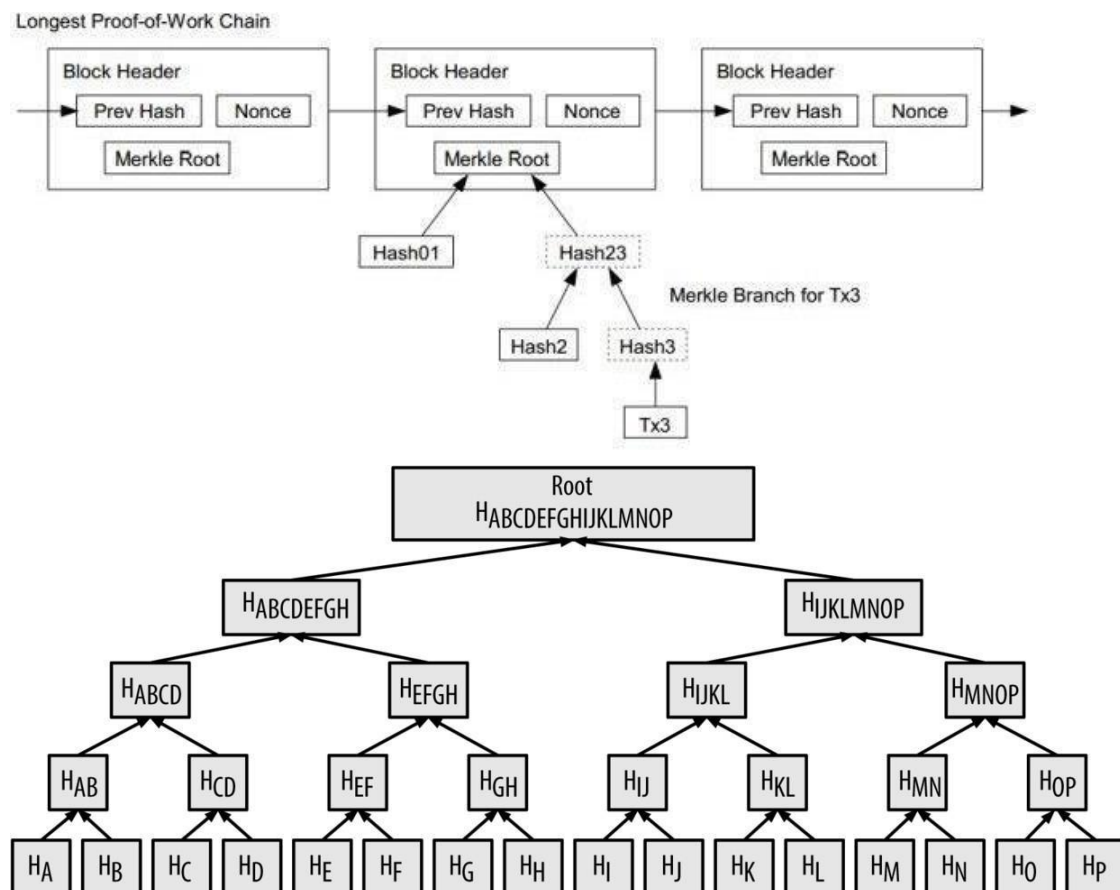 Longest Proof-of-Work Chain
Block Header Block Header Block Header
Prev Hash Nonce Prev Hash Nonce Prev Hash Nonce
Merkle Root Merkle Root Merkle Root
Hash01 Hash23
Merkle Branch for Tx3
Hash2 Hash3
Tx3
Root
HABCDEFGHIJKLMNOP
HABCDEFGH HIJKLMNOP
HABCD HEFGH HIJKL HMNOP
HAB HCD HEF HGH HIJ HKL HMN HOP
HA HB HC HD HE HF HG HH HI HJ HK HL HM HN HO HP